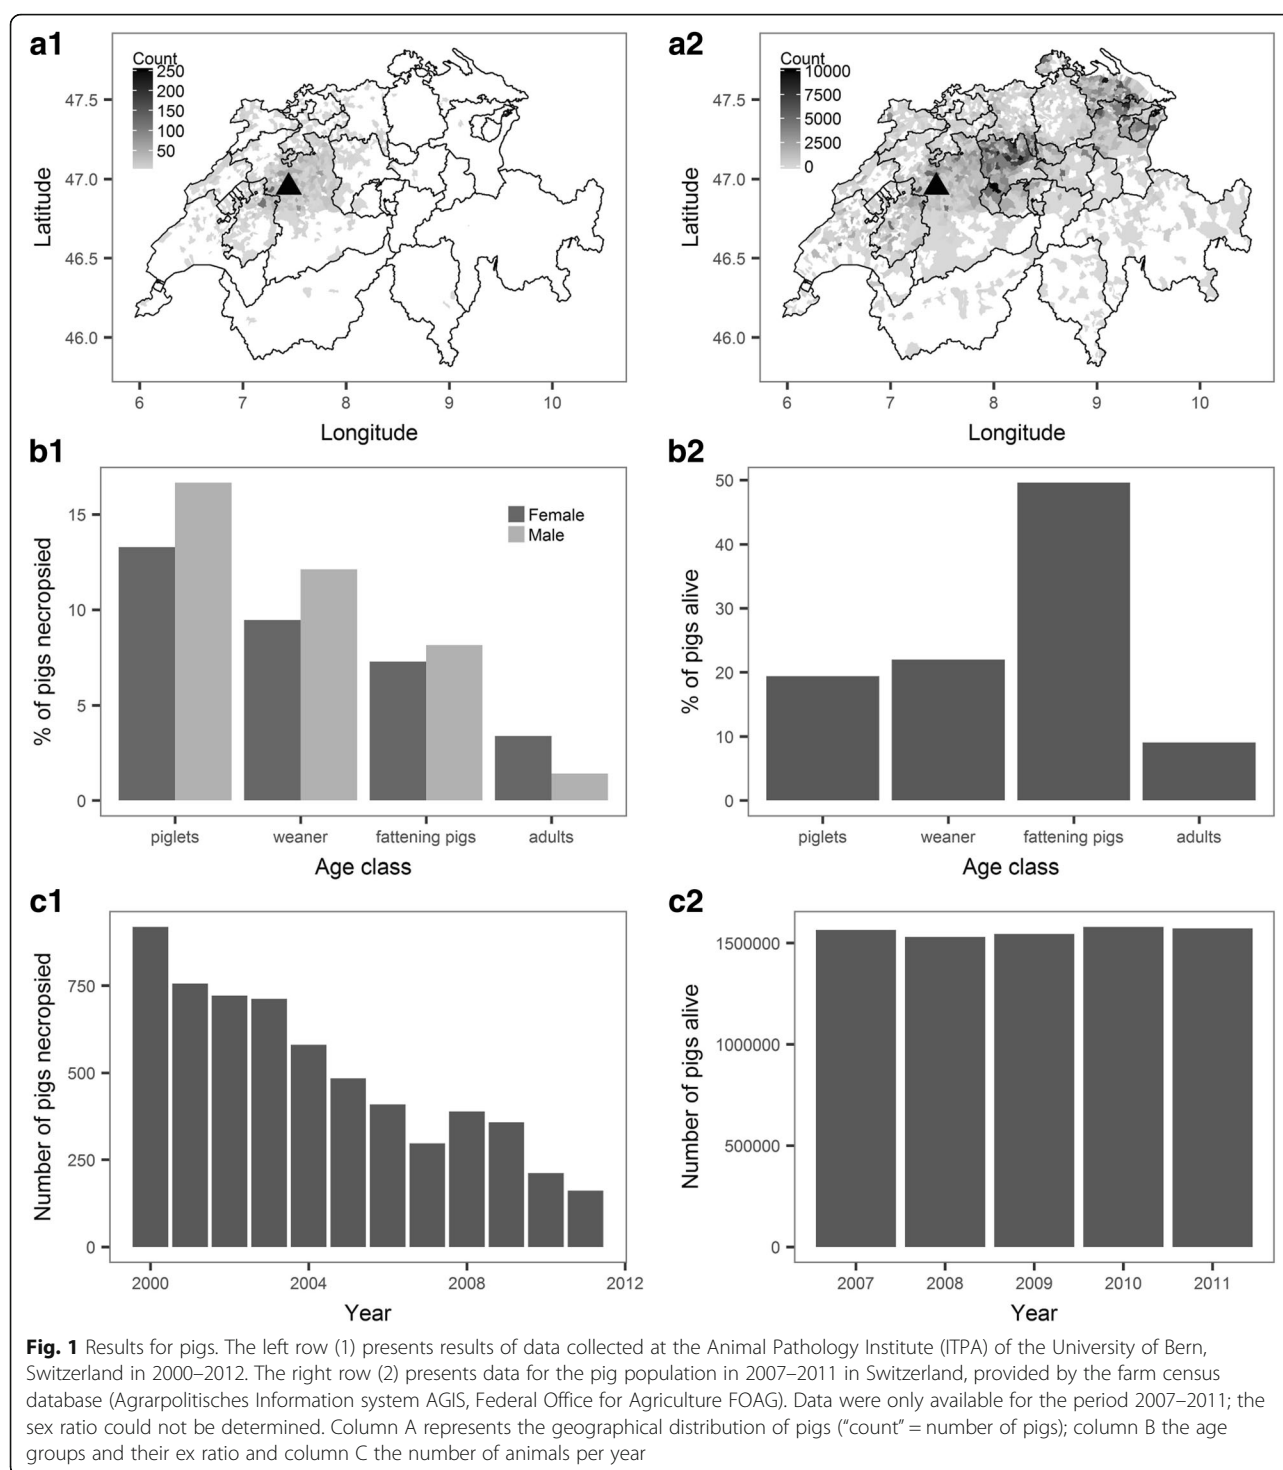 a1
Count
250
200
150
100
50
47.5
47.0
46.5
46.0
Latitude
6 7 8 9 10
Longitude
a2
Count
10000
7500
5000
2500
0
47.5
47.0
46.5
46.0
Latitude
6 7 8 9 10
Longitude
b1
% of pigs necropsied
15
10
5
0
Female
Male
piglets weaner fattening pigs adults
Age class
b2
% of pigs alive
50
40
30
20
10
0
piglets weaner fattening pigs adults
Age class
c1
Number of pigs necropsied
750
500
250
0
2000 2004 2008 2012
Year
c2
Number of pigs alive
1500000
1000000
500000
0
2007 2008 2009 2010 2011
Year
Fig. 1 Results for pigs. The left row (1) presents results of data collected at the Animal Pathology Institute (ITPA) of the University of Bern,
Switzerland in 2000–2012. The right row (2) presents data for the pig population in 2007–2011 in Switzerland, provided by the farm census
database (Agrarpolitisches Information system AGIS, Federal Office for Agriculture FOAG). Data were only available for the period 2007–2011; the
sex ratio could not be determined. Column A represents the geographical distribution of pigs (“count” = number of pigs); column B the age
groups and their ex ratio and column C the number of animals per year